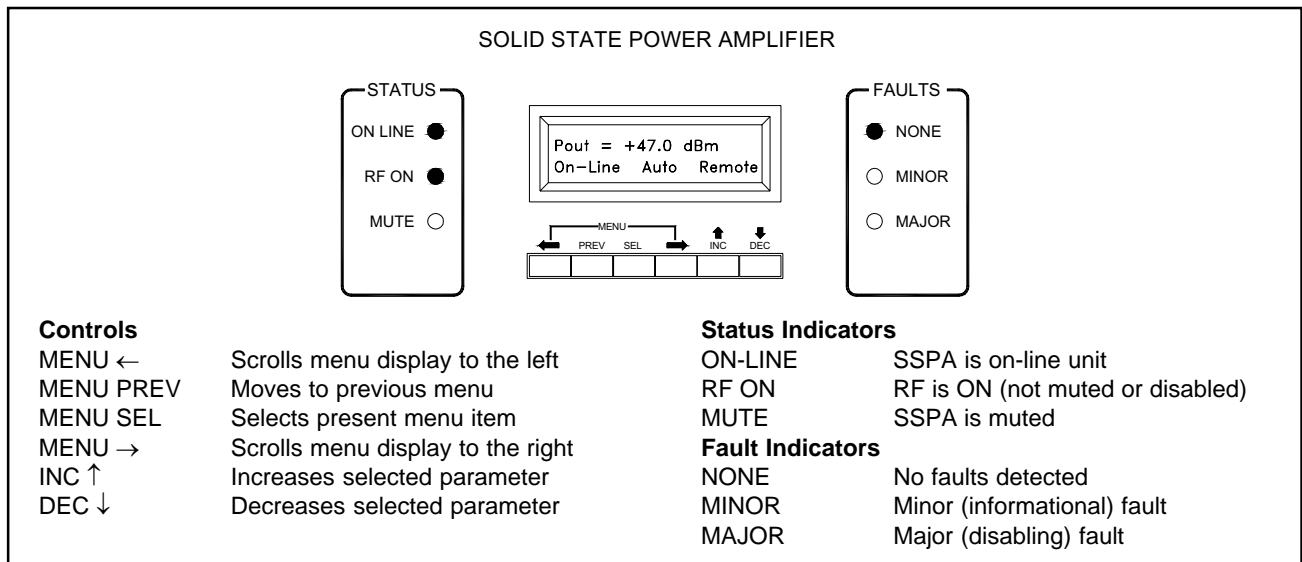 SOLID STATE POWER AMPLIFIER
STATUS
ON LINE
RF ON
MUTE
Pout = +47.0 dBm
On-Line Auto Remote
MENU
← PREV SEL → ↑ INC ↓ DEC
FAULTS
NONE
MINOR
MAJOR
Controls
MENU ← Scrolls menu display to the left
MENU PREV Moves to previous menu
MENU SEL Selects present menu item
MENU → Scrolls menu display to the right
INC ↑ Increases selected parameter
DEC ↓ Decreases selected parameter
Status Indicators
ON-LINE SSPA is on-line unit
RF ON RF is ON (not muted or disabled)
MUTE SSPA is muted
Fault Indicators
NONE No faults detected
MINOR Minor (informational) fault
MAJOR Major (disabling) fault